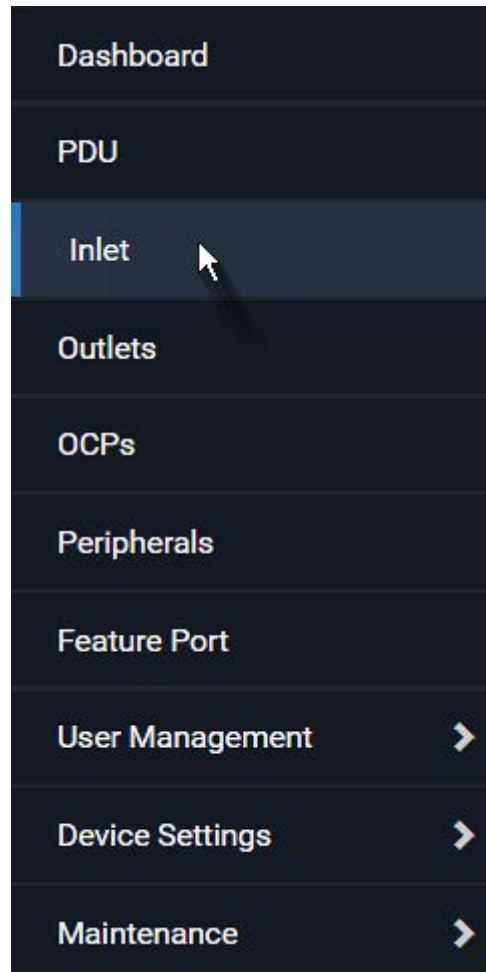 Dashboard
PDU
Inlet
Outlets
OCPs
Peripherals
Feature Port
User Management
Device Settings
Maintenance